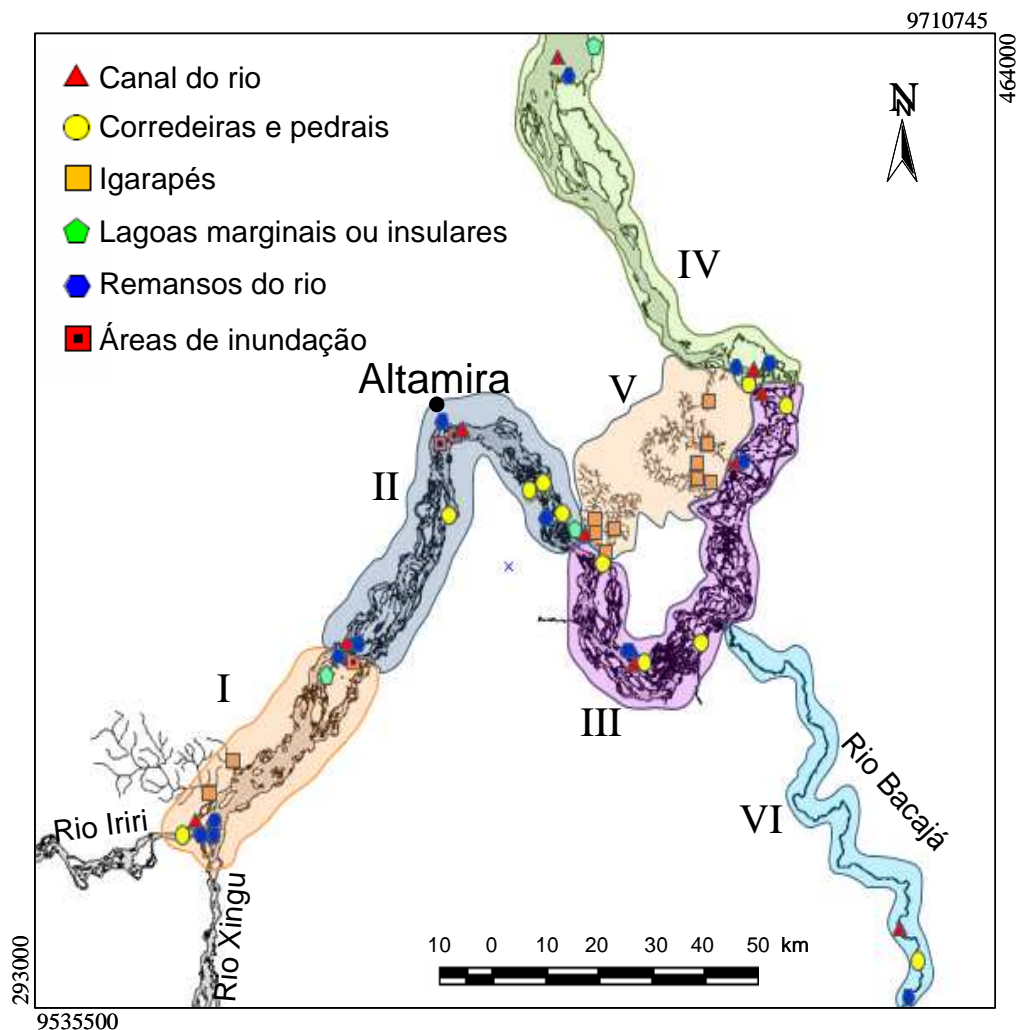 9710745
464000
Canal do rio
Corredeiras e pedrais
Igarapés
Lagoas marginais ou insulares
Remansos do rio
Áreas de inundação
N
IV
Altamira
V
II
I
III
Rio Bacajá
VI
Rio Iriri
Rio Xingu
10 0 10 20 30 40 50 km
293000
9535500